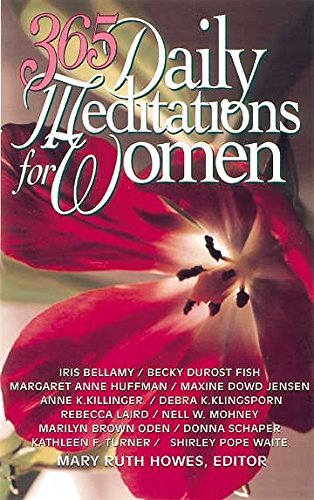 365 Daily
Meditations
for Women
IRIS BELLAMY / BECKY DUROST FISH
MARGARET ANNE HUFFMAN / MAXINE DOWD JENSEN
ANNE K.KILLINGER / DEBRA K.KLINGSPORN
REBECCA LAIRD / NELL W. MOHNEY
MARILYN BROWN ODEN / DONNA SCHAPER
KATHLEEN F. TURNER / SHIRLEY POPE WAITE
MARY RUTH HOWES, EDITOR